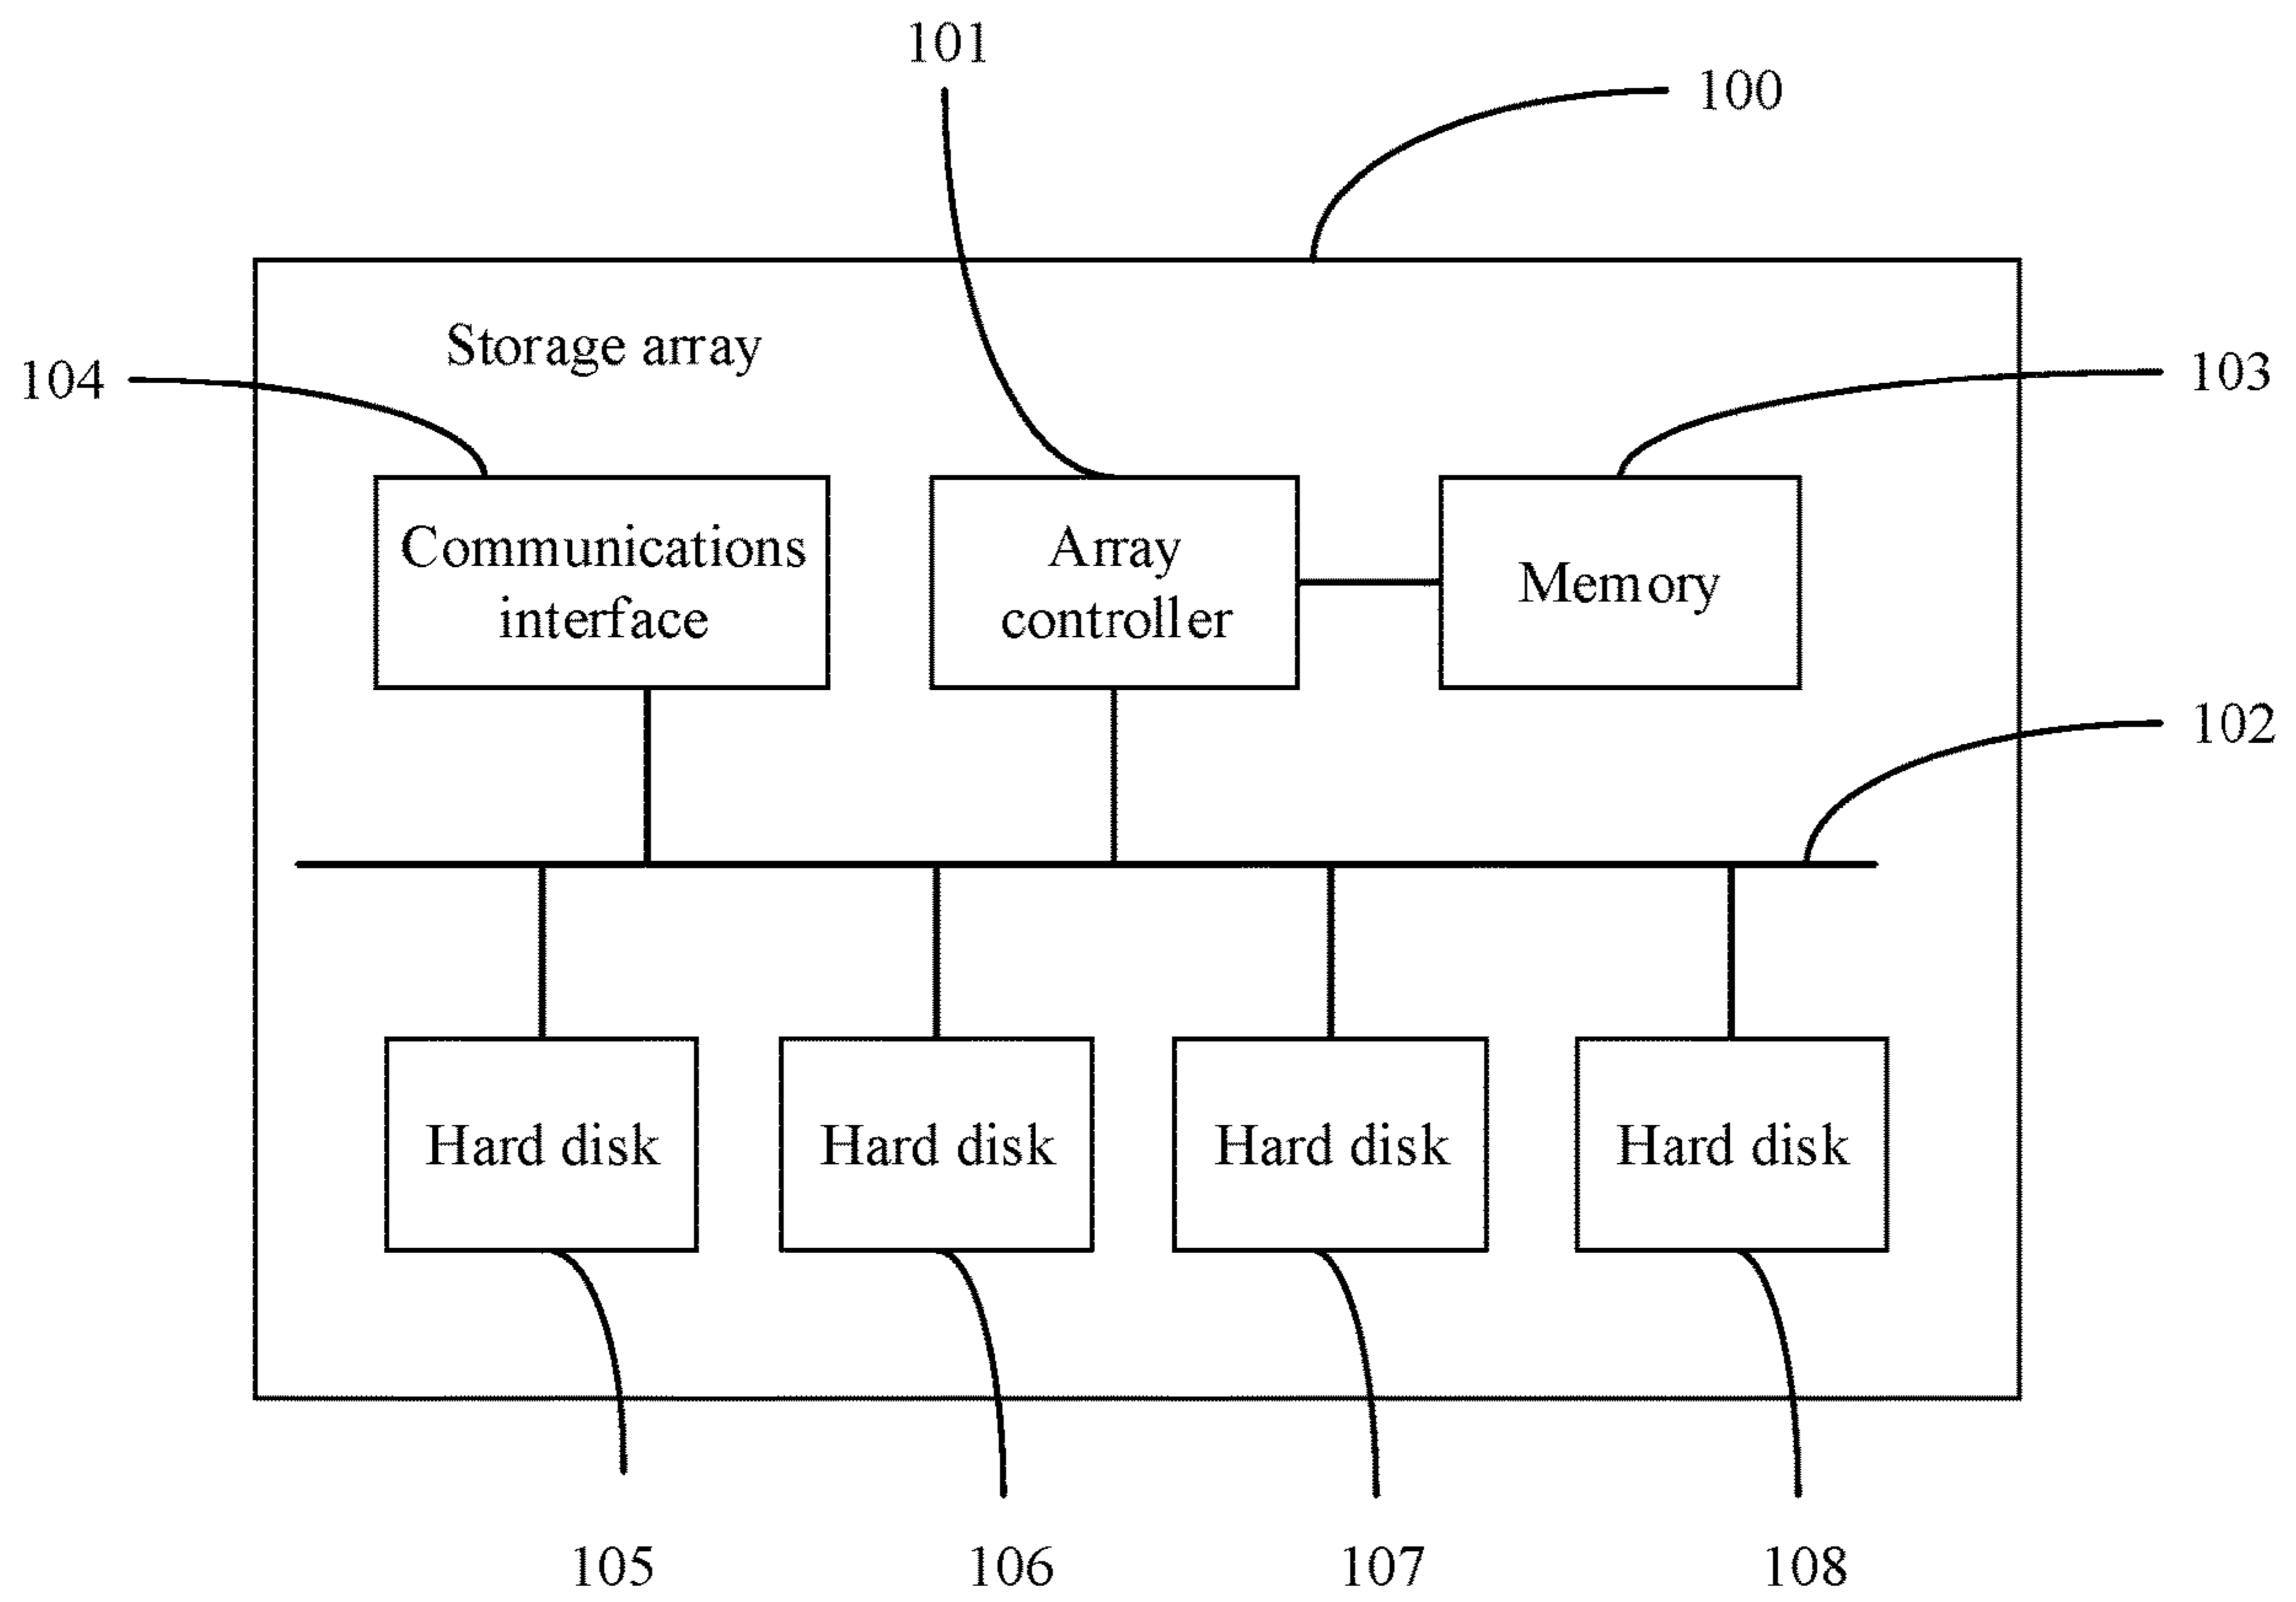 101
100
Storage array
104
103
Communications
interface
Array
controller
Memory
102
Hard disk
Hard disk
Hard disk
Hard disk
105
106
107
108